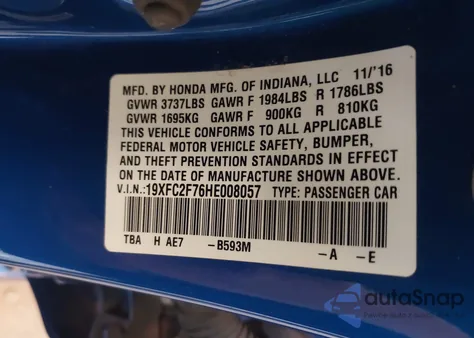 MFD. BY HONDA MFG. OF INDIANA, LLC 11/'16
GVWR 3737LBS GAWR F 1984LBS R 1786LBS
GVWR 1695KG GAWR F 900KG R 810KG
THIS VEHICLE CONFORMS TO ALL APPLICABLE
FEDERAL MOTOR VEHICLE SAFETY, BUMPER,
AND THEFT PREVENTION STANDARDS IN EFFECT
ON THE DATE OF MANUFACTURE SHOWN ABOVE.
V.I.N.:19XFC2F76HE008057 TYPE: PASSENGER CAR
TBA H AE7 -B593M -A -E
autaSnap